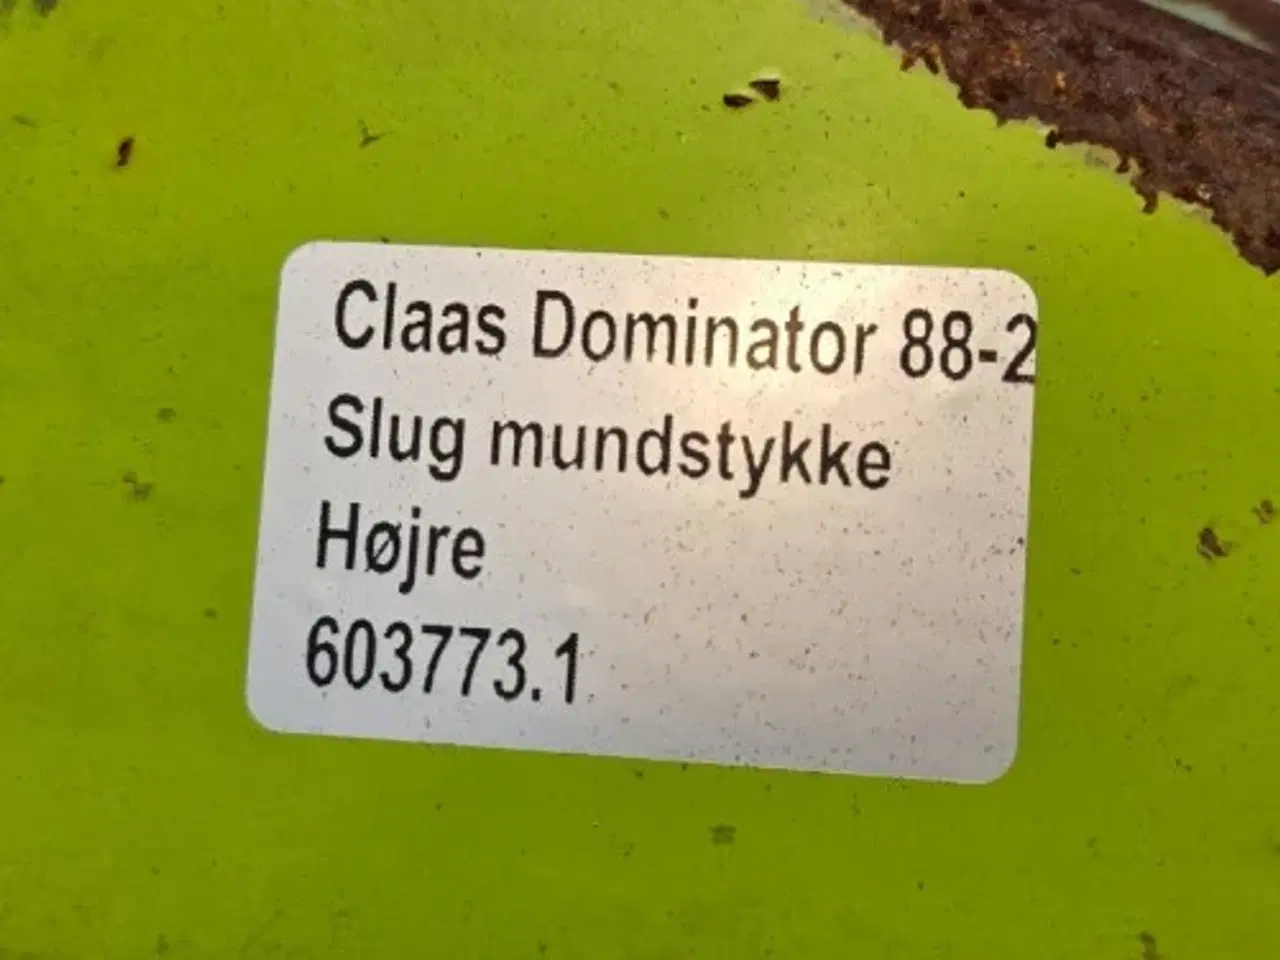 Claas Dominator 88-2
Slug mundstykke
Højre
603773.1